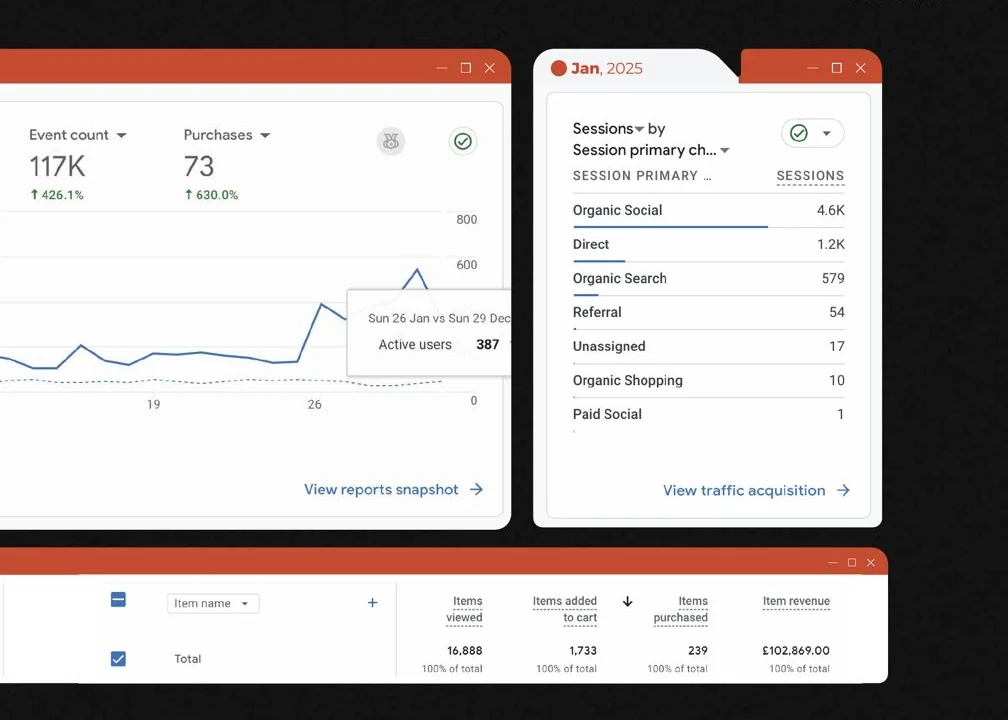 Event count
Purchases
117K
73
↑ 426.1%
↑ 630.0%
800
600
Sun 26 Jan vs Sun 29 Dec
Active users 387
0
19
26
View reports snapshot →
Jan, 2025
Sessions by
Session primary ch...
SESSION PRIMARY ... SESSIONS
Organic Social 4.6K
Direct 1.2K
Organic Search 579
Referral 54
Unassigned 17
Organic Shopping 10
Paid Social 1
View traffic acquisition →
Item name
+
Items
viewed
Items added
to cart
↓
Items
purchased
Item revenue
Total
16,888
1,733
239
£102,869.00
100% of total
100% of total
100% of total
100% of total